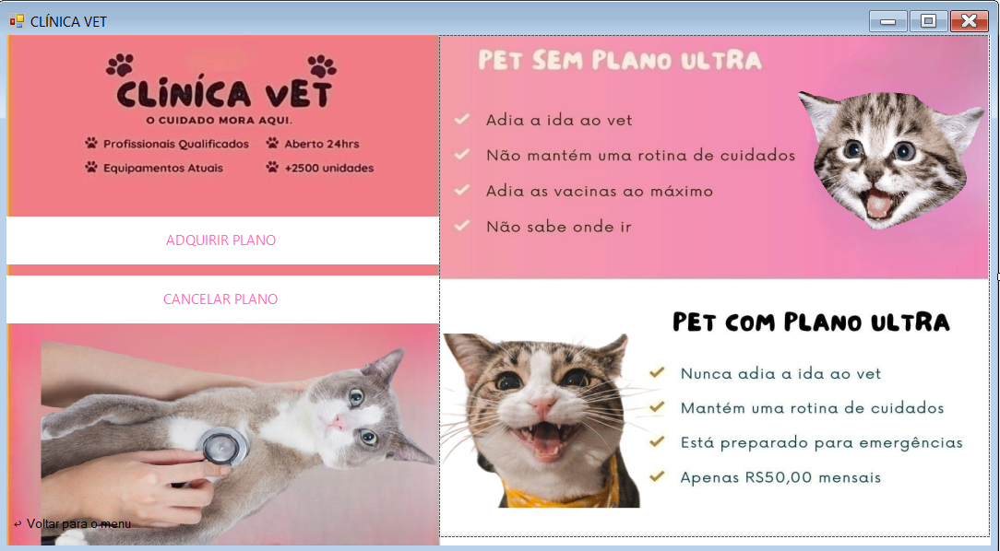 CLÍNICA VET
CLINÍCA VET
O CUIDADO MORA AQUI.
Profissionais Qualificados
Aberto 24hrs
Equipamentos Atuais
+2500 unidades
ADQUIRIR PLANO
CANCELAR PLANO
↩ Voltar para o menu
PET SEM PLANO ULTRA
Adia a ida ao vet
Não mantém uma rotina de cuidados
Adia as vacinas ao máximo
Não sabe onde ir
PET COM PLANO ULTRA
Nunca adia a ida ao vet
Mantém uma rotina de cuidados
Está preparado para emergências
Apenas RS50,00 mensais